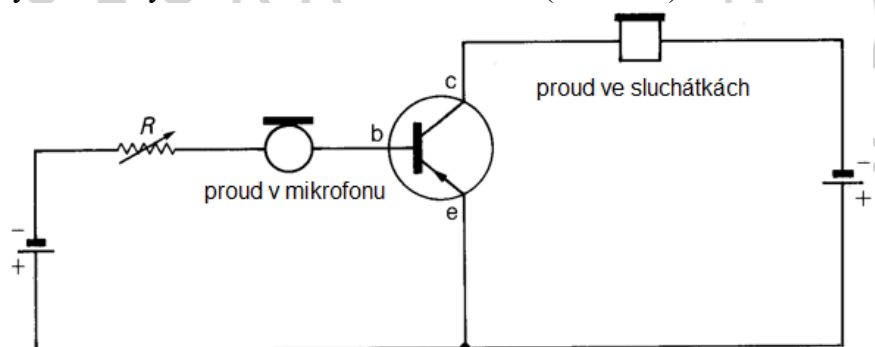 c
proud ve sluchátkách
R
b
proud v mikrofonu
e
−
+
−
+